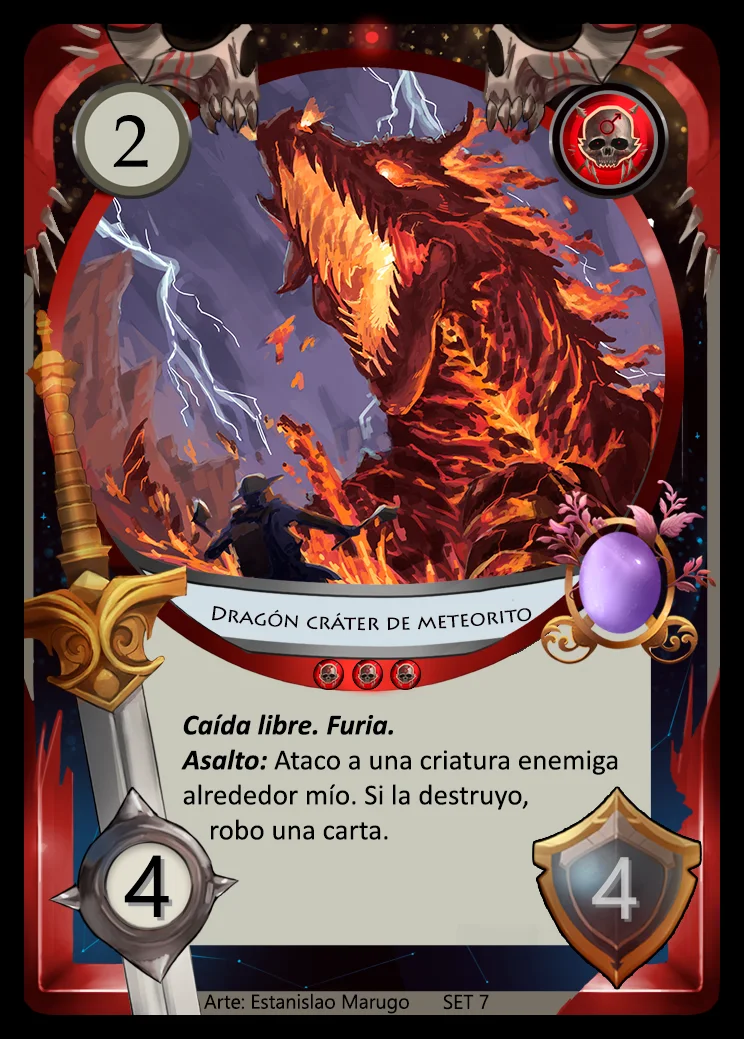 2
DRAGÓN CRÁTER DE METEORITO
Caída libre. Furia.
Asalto: Ataco a una criatura enemiga
alrededor mío. Si la destruyo,
robo una carta.
4
4
Arte: Estanislao Marugo SET 7